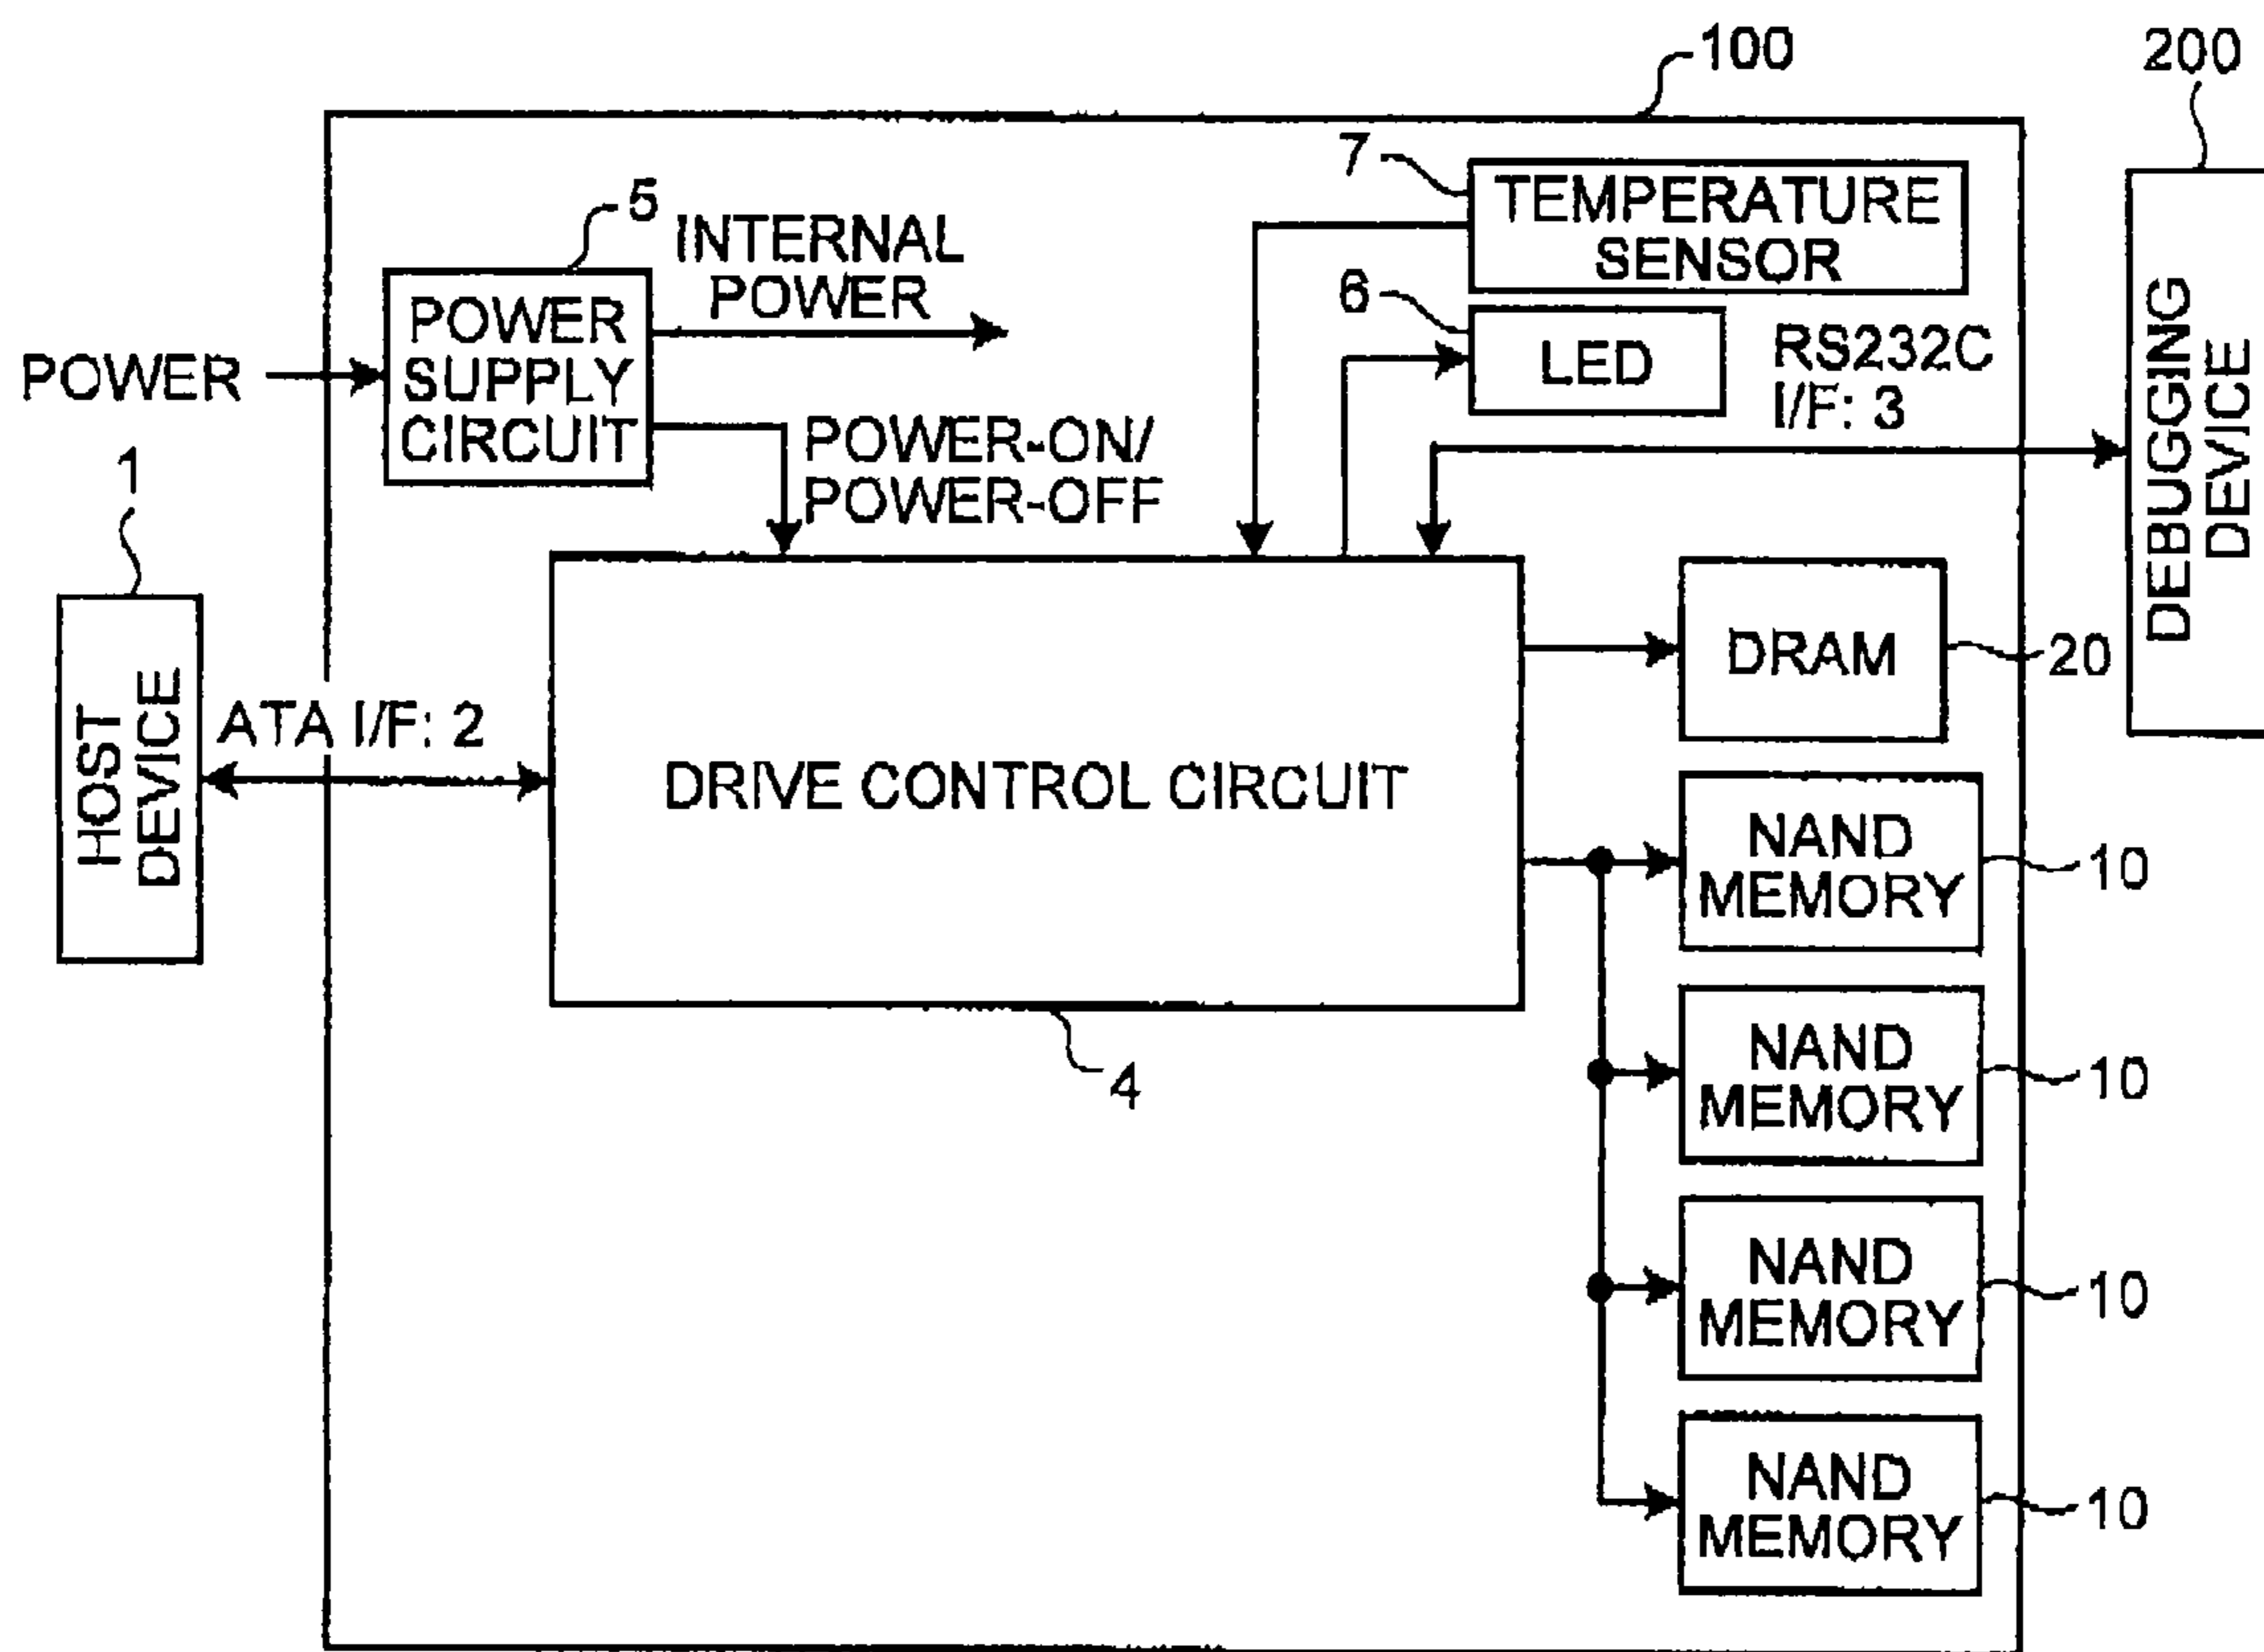 100
200
7
TEMPERATURE
SENSOR
5
INTERNAL
POWER
POWER
SUPPLY
CIRCUIT
POWER
6
LED
RS232C
I/F: 3
DEBUGGING
DEVICE
POWER-ON/
POWER-OFF
1
HOST
DEVICE
ATA I/F: 2
DRIVE CONTROL CIRCUIT
4
DRAM
20
NAND
MEMORY
10
NAND
MEMORY
10
NAND
MEMORY
10
NAND
MEMORY
10